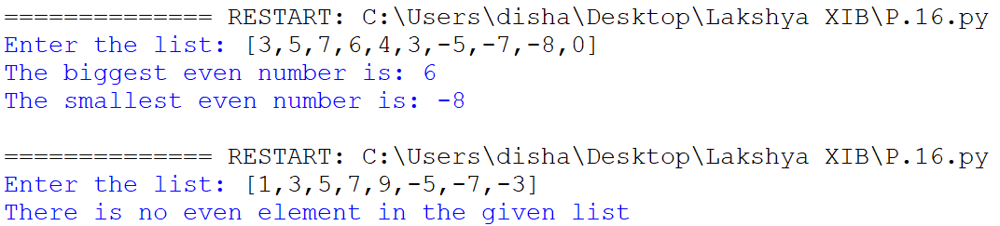 ============== RESTART: C:\Users\disha\Desktop\Lakshya XIB\P.16.py
Enter the list: [3,5,7,6,4,3,-5,-7,-8,0]
The biggest even number is: 6
The smallest even number is: -8
============== RESTART: C:\Users\disha\Desktop\Lakshya XIB\P.16.py
Enter the list: [1,3,5,7,9,-5,-7,-3]
There is no even element in the given list